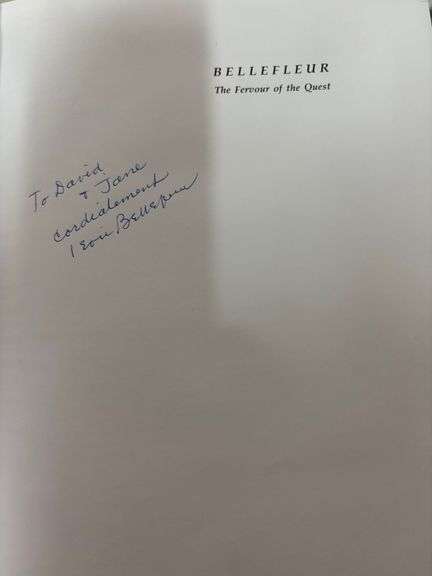 BELLEFLEUR
The Fervour of the Quest
To David
+ Jane
Cordialement
Léon Bellefleur